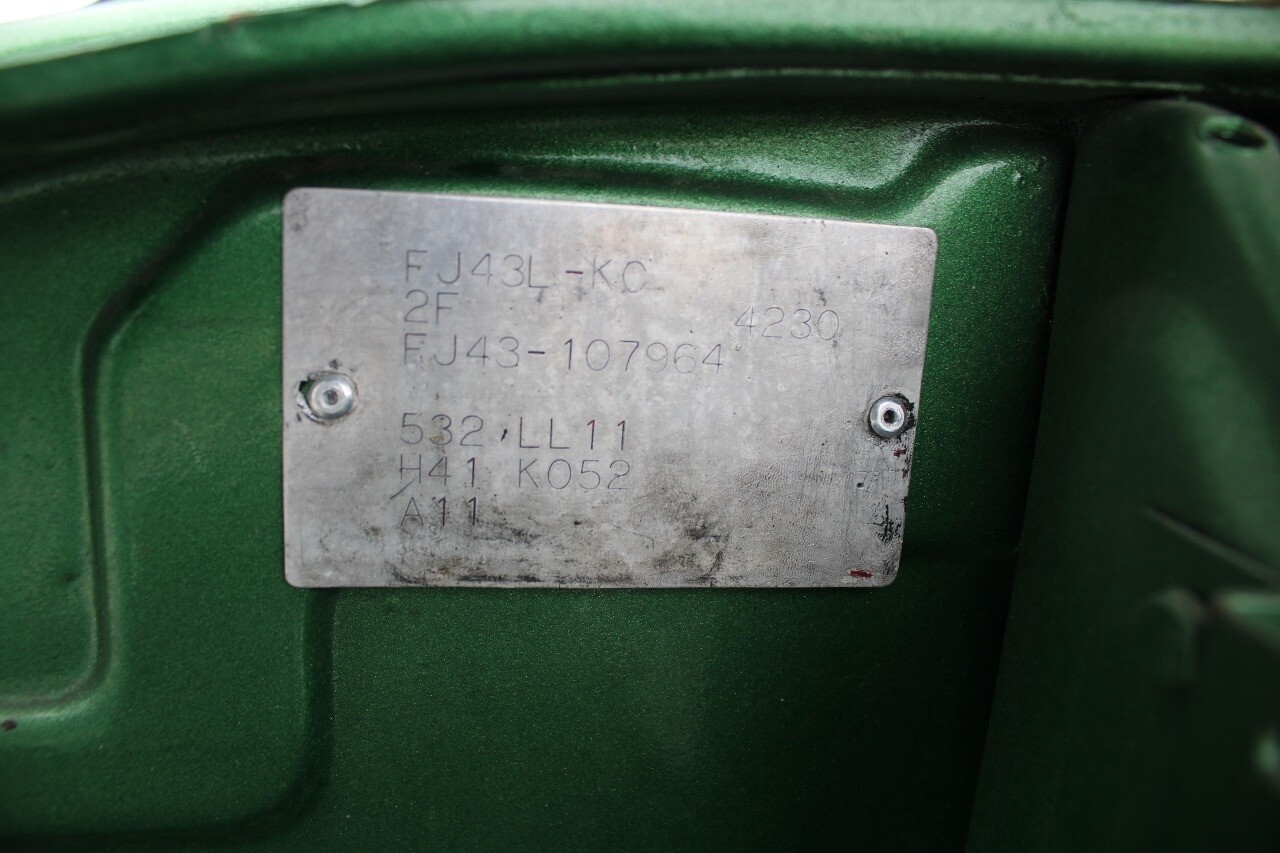 FJ43L-KC
2F
4230
FJ43-107964
532 LL11
H41 K052
A11